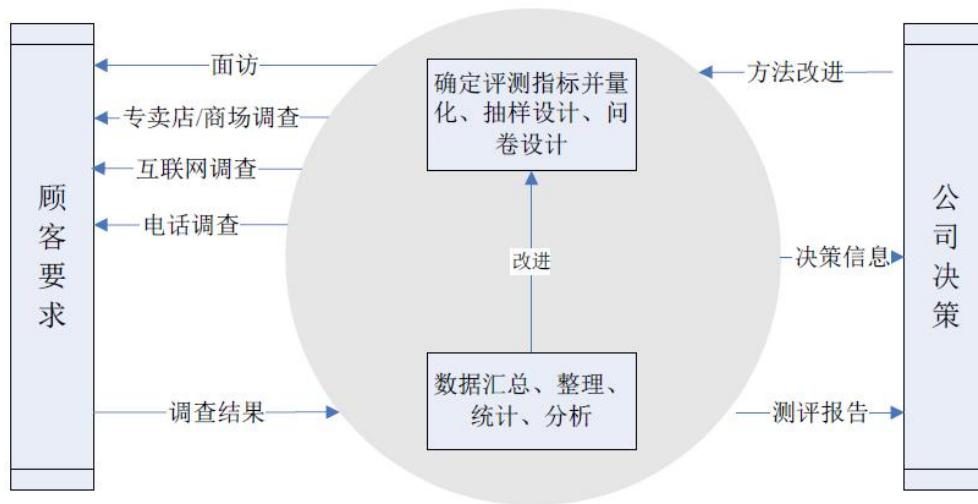 面访
专卖店/商场调查
互联网调查
电话调查
调查结果
顾客要求
确定评测指标并量
化、抽样设计、问
卷设计
改进
数据汇总、整理、
统计、分析
方法改进
决策信息
测评报告
公司决策